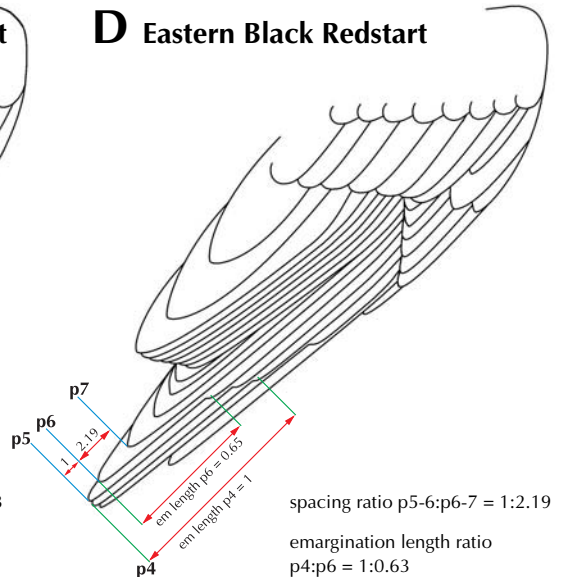 t
D Eastern Black Redstart
p7
p6
p5
2.19
1
em length p6 = 0.65
em length p4 = 1
p4
3
spacing ratio p5-6:p6-7 = 1:2.19
emargination length ratio
p4:p6 = 1:0.63